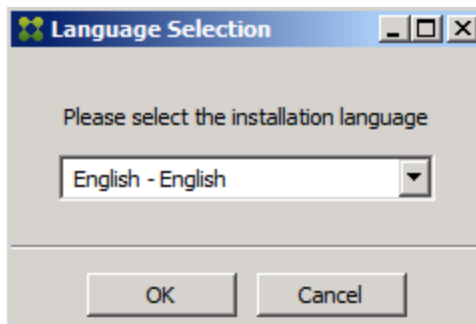 Language Selection
Please select the installation language
English - English
OK
Cancel